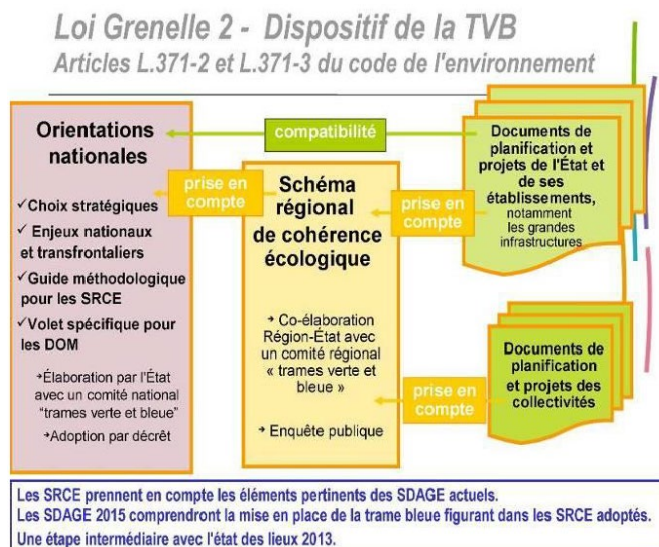 Loi Grenelle 2 - Dispositif de la TVB
Articles L.371-2 et L.371-3 du code de l'environnement
Orientations
nationales
✓Choix stratégiques
✓ Enjeux nationaux
et transfrontaliers
✓Guide méthodologique
pour les SRCE
✓Volet spécifique pour
les DOM
→Élaboration par l'État
avec un comité national
"trames verte et bleue"
→Adoption par décrêt
compatibilité
prise en
compte
Schéma
régional
de cohérence
écologique
→ Co-élaboration
Région-État avec
un comité régional
« trames verte et
bleue »
→ Enquête publique
prise en
compte
Documents de
planification et
projets de l'État et
de ses
établissements,
notamment
les grandes
infrastructures
prise en
compte
Documents de
planification
et projets des
collectivités
Les SRCE prennent en compte les éléments pertinents des SDAGE actuels.
Les SDAGE 2015 comprendront la mise en place de la trame bleue figurant dans les SRCE adoptés.
Une étape intermédiaire avec l'état des lieux 2013.